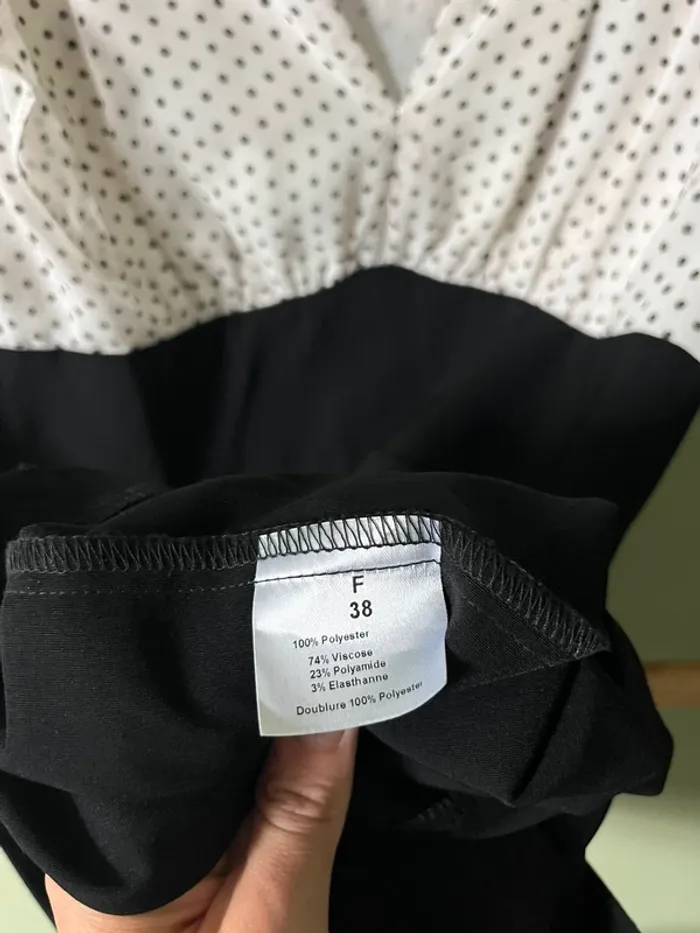 F
38
100% Polyester
74% Viscose
23% Polyamide
3% Elasthanne
Doublure 100% Polyester